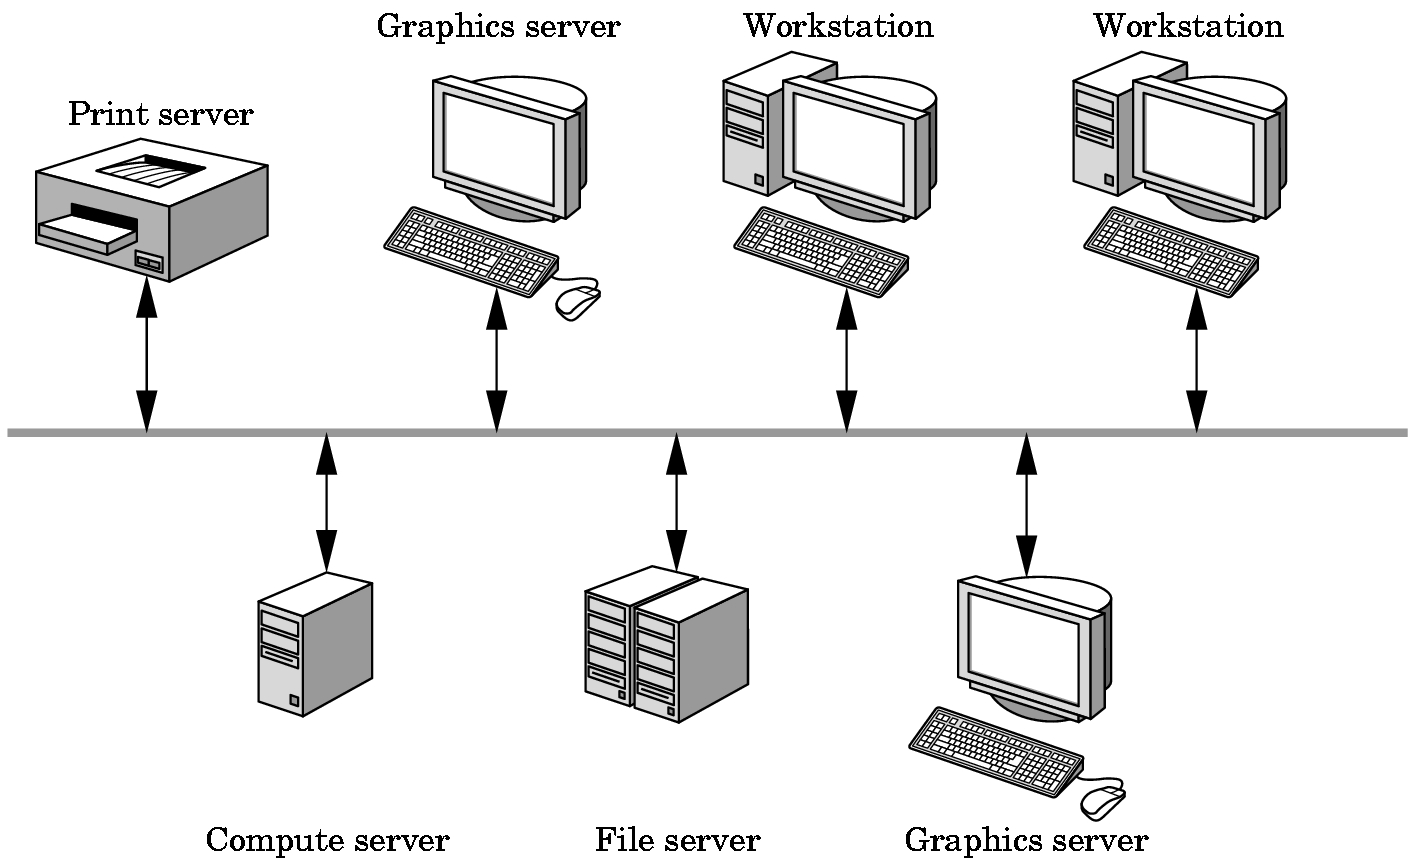 Graphics server
Workstation
Workstation
Print server
Compute server
File server
Graphics server